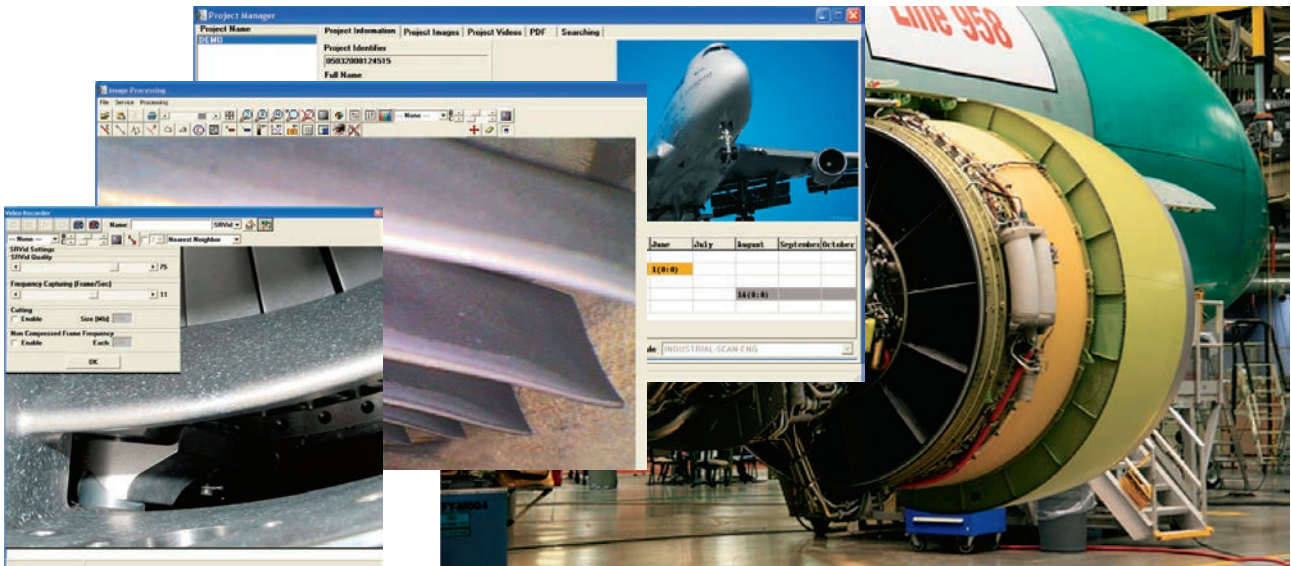 Project Manager
Project Name
DEMO
Project Information
Project Images
Project Videos
PDF
Searching
Project Identifier
05032008124515
Full Name
Line 958
Image Processing
File Service Processing
--- None ---
June July August September October
1(0:0)
16(0:0)
INDUSTRIAL-SCAN-ENG
Video Recorder
Name
SRVid
--- None ---
Nearest Neighbor
SRVid Settings
SRVid Quality
75
Frequency Capturing (Frame/Sec)
11
Cutting
Enable Size (Mb)
Non Compressed Frame Frequency
Enable Each
OK